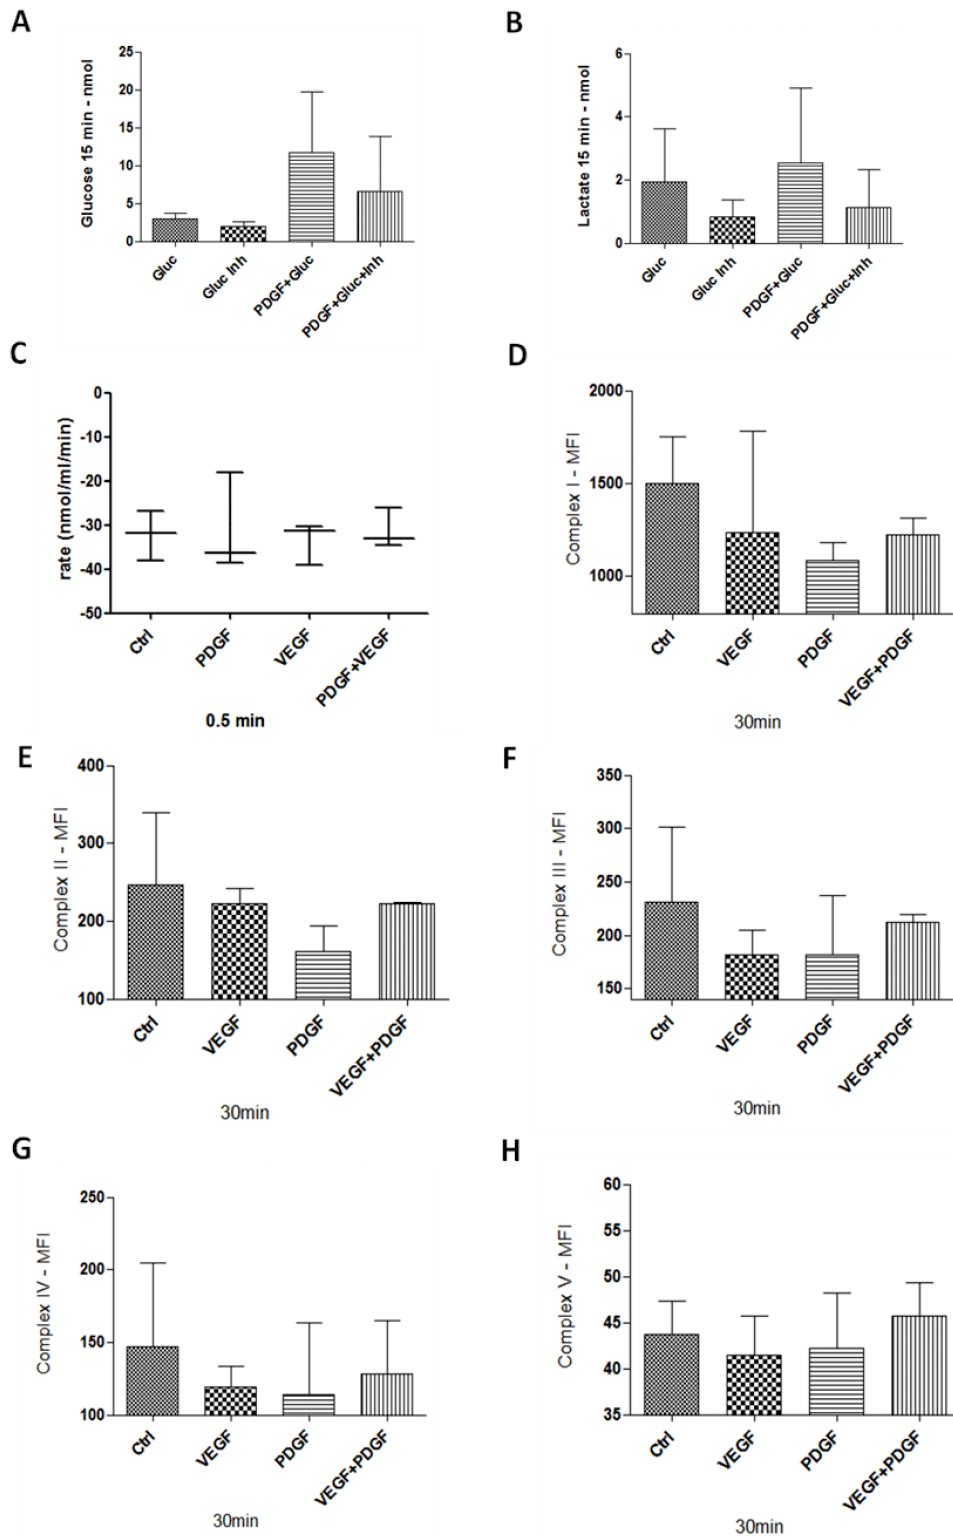 A
Glucose 15 min - nmol
25
20
15
10
5
0
Gluc
Gluc Inh
PDGF+Gluc
PDGF+Gluc+Inh
B
Lactate 15 min - nmol
6
4
2
0
Gluc
Gluc Inh
PDGF+Gluc
PDGF+Gluc+Inh
C
rate (nmol/ml/min)
0
-10
-20
-30
-40
-50
Ctrl
PDGF
VEGF
PDGF+VEGF
0.5 min
D
Complex I - MFI
2000
1500
1000
Ctrl
VEGF
PDGF
VEGF+PDGF
30min
E
Complex II - MFI
400
300
200
100
Ctrl
VEGF
PDGF
VEGF+PDGF
30min
F
Complex III - MFI
350
300
250
200
150
Ctrl
VEGF
PDGF
VEGF+PDGF
30min
G
Complex IV - MFI
250
200
150
100
Ctrl
VEGF
PDGF
VEGF+PDGF
30min
H
Complex V - MFI
60
55
50
45
40
35
Ctrl
VEGF
PDGF
VEGF+PDGF
30min